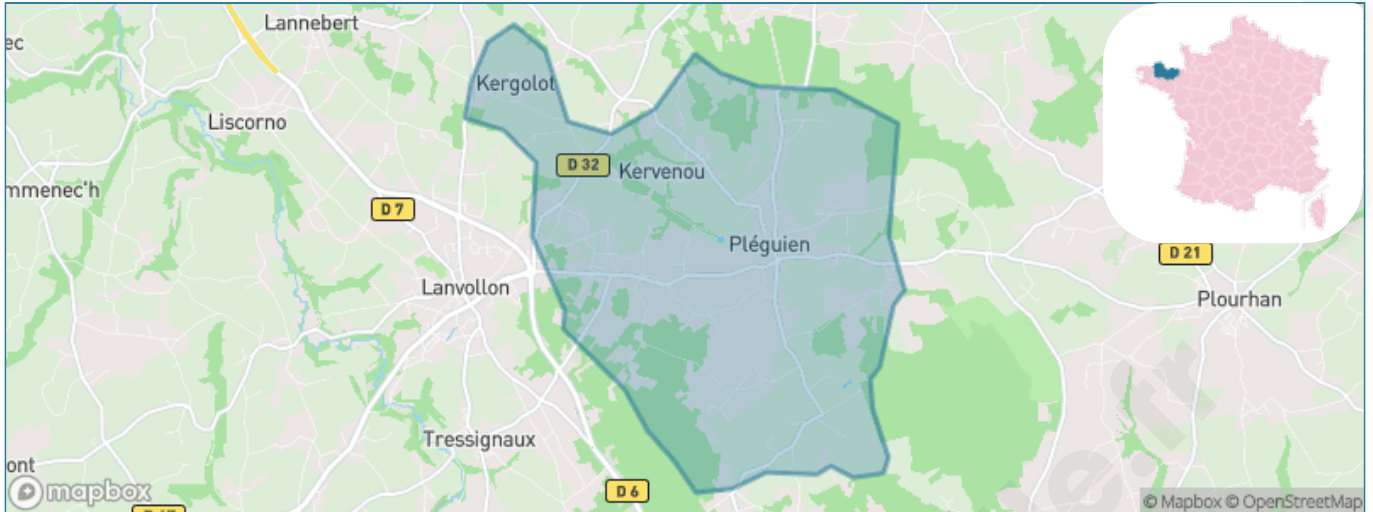 Lannebert
ec
Kergolot
Liscorno
D 32
Kervenou
mmenec'h
D 7
Pléguien
D 21
Lanvollon
Plourhan
Tressignaux
ont
D 6
mapbox
© Mapbox © OpenStreetMap